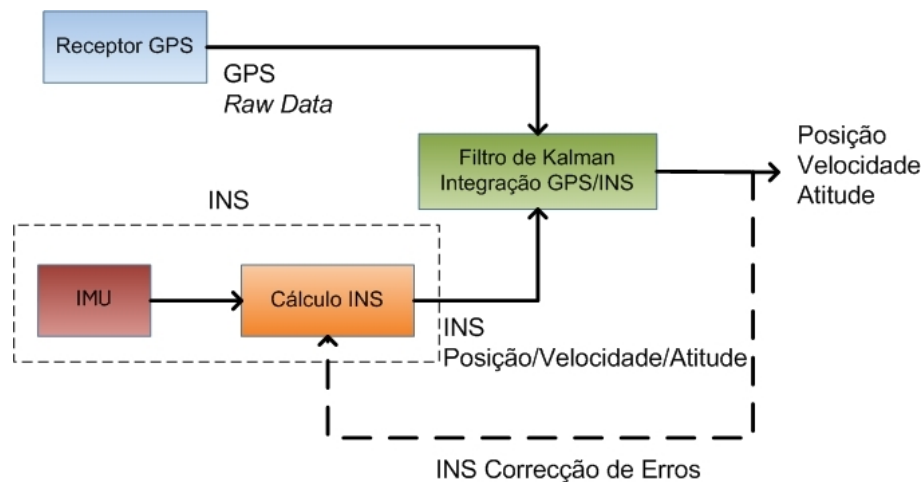 Receptor GPS
GPS
Raw Data
Filtro de Kalman
Integração GPS/INS
Posição
Velocidade
Atitude
INS
IMU
Cálculo INS
INS
Posição/Velocidade/Atitude
INS Correcção de Erros